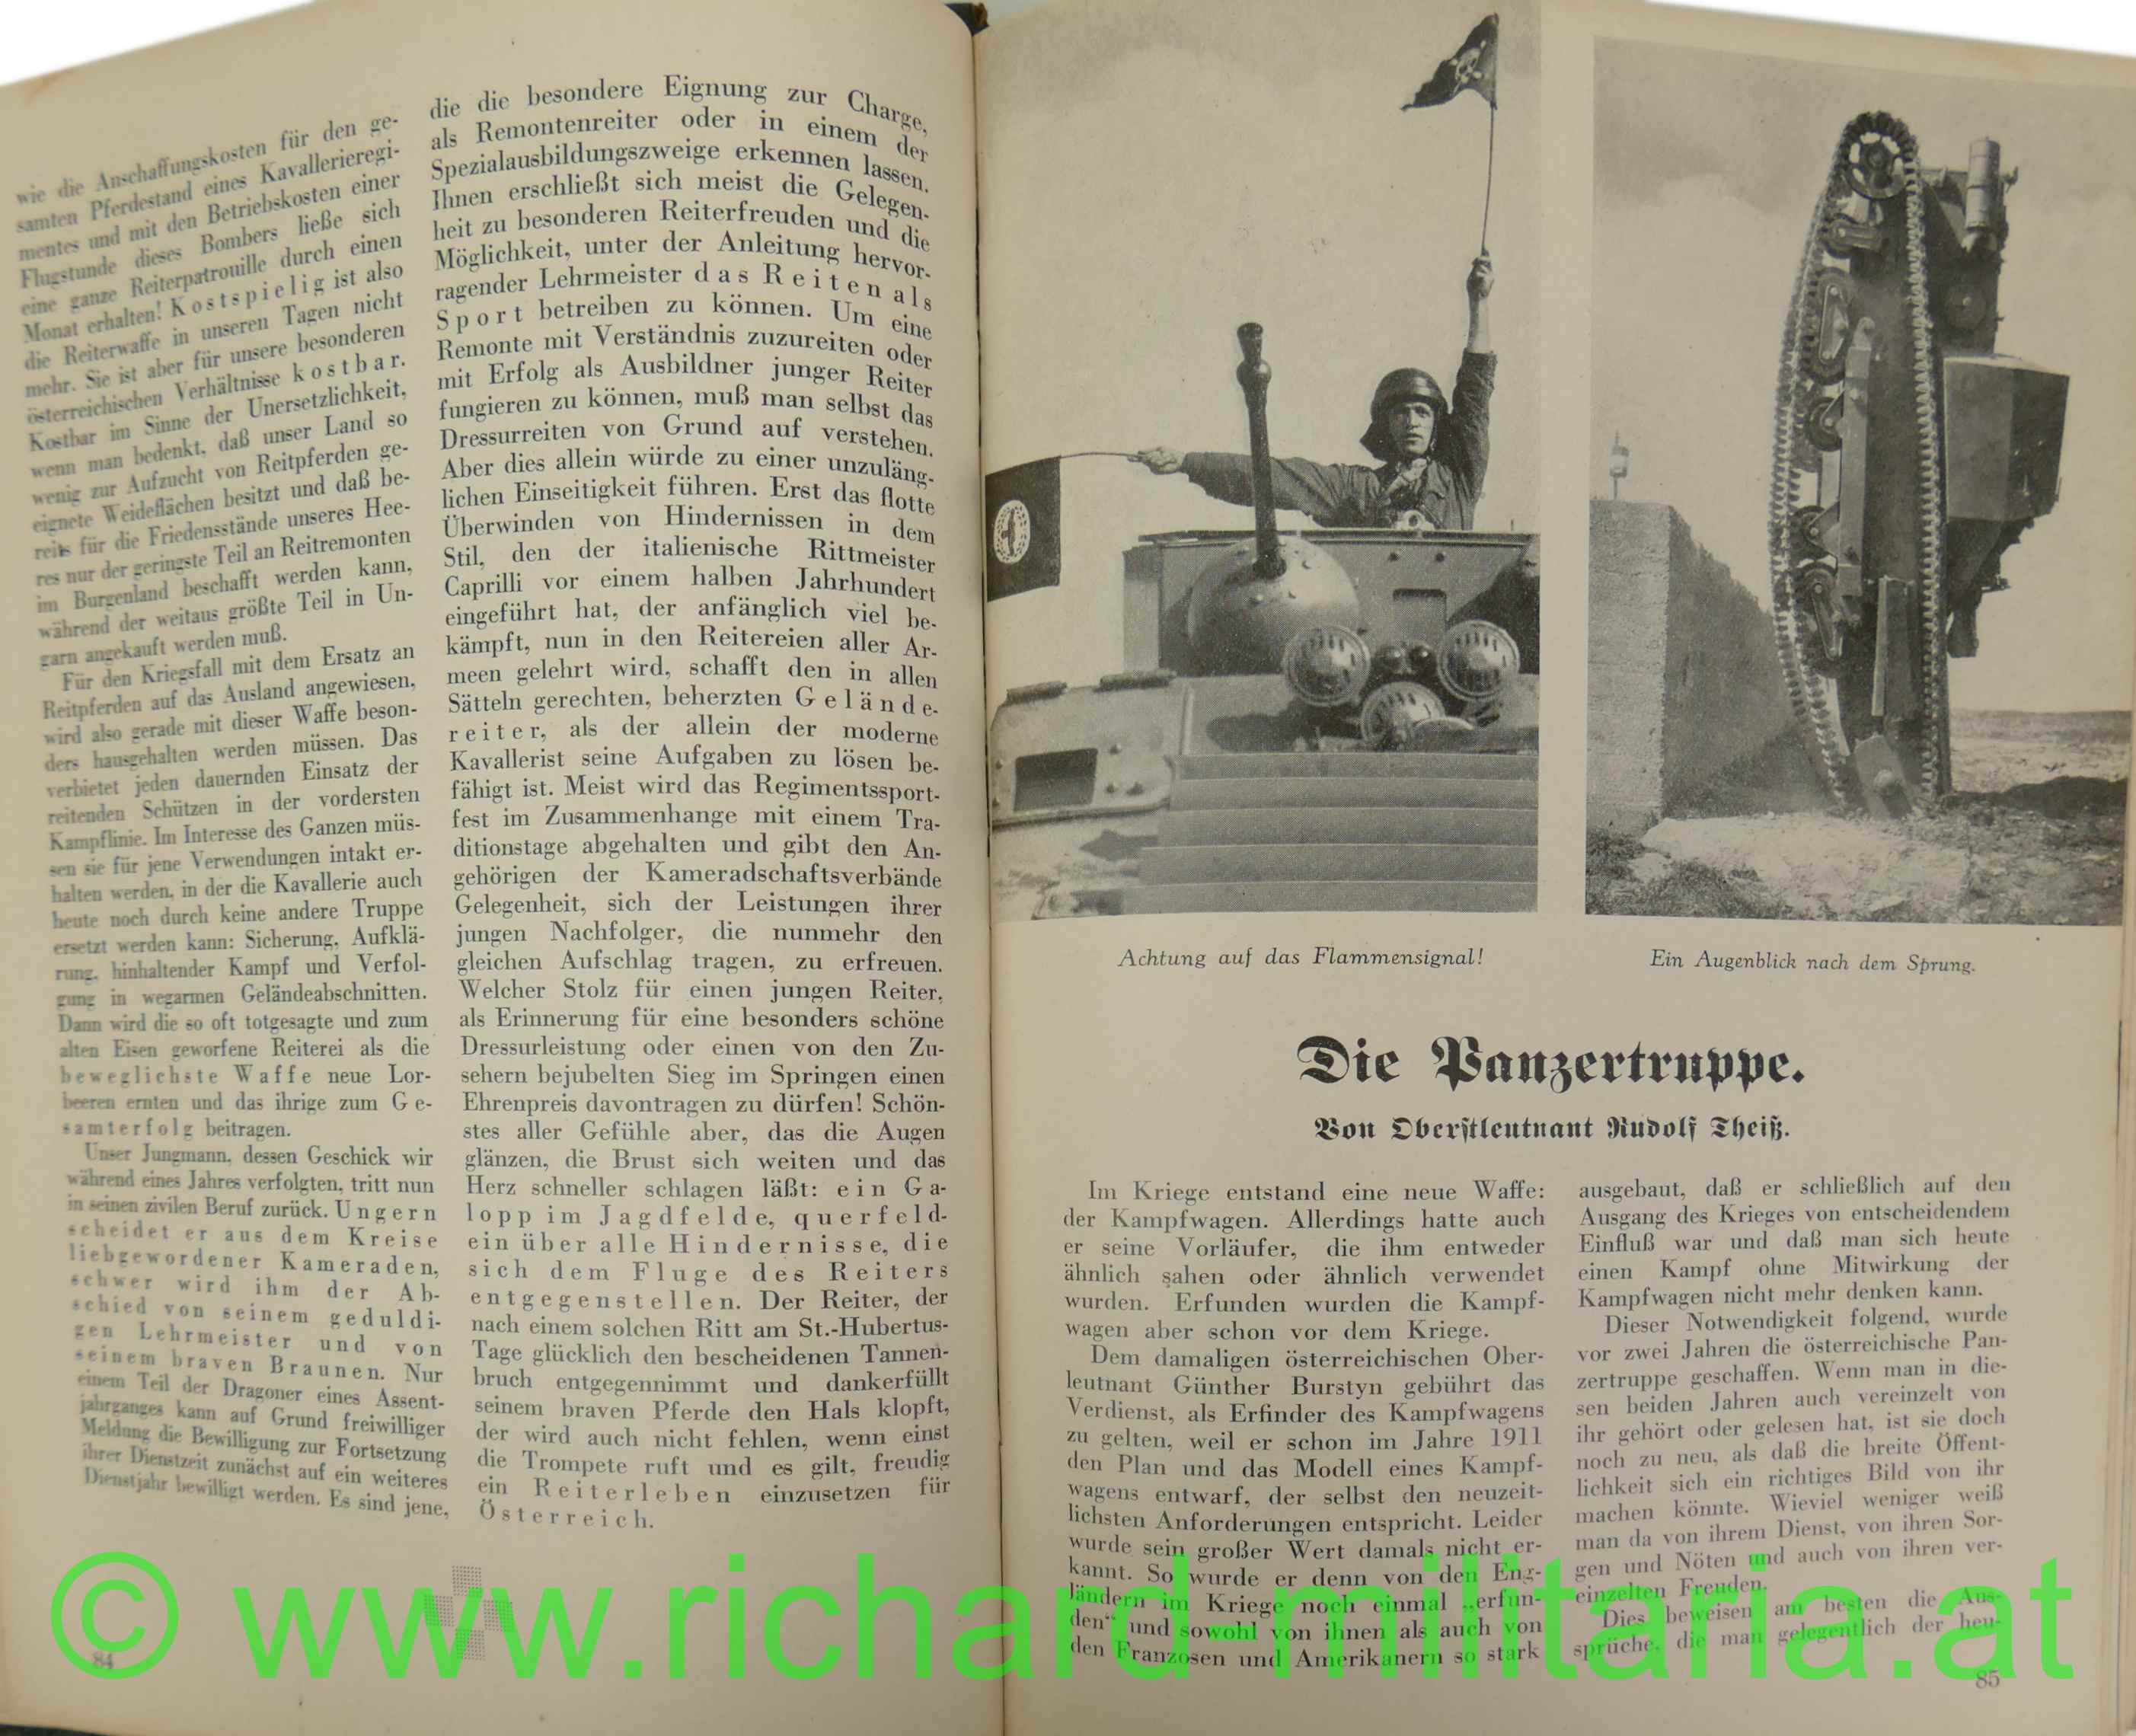 wie die Anschaffungskosten für den ge-
samten Pferdestand eines Kavallerieregi-
mentes und mit den Betriebskosten einer
Flugstunde dieses Bombers ließe sich
eine ganze Reiterpatrouille durch einen
Monat erhalten! Kostspielig ist also
die Reiterwaffe in unseren Tagen nicht
mehr. Sie ist aber für unsere besonderen
österreichischen Verhältnisse kostbar.
Kostbar im Sinne der Unersetzlichkeit,
wenn man bedenkt, daß unser Land so
wenig zur Aufzucht von Reitpferden ge-
eignete Weideflächen besitzt und daß be-
reits für die Friedensstände unseres Hee-
res nur der geringste Teil an Reitremonten
im Burgenland beschafft werden kann,
während der weitaus größte Teil in Un-
garn angekauft werden muß.
Für den Kriegsfall mit dem Ersatz an
Reitpferden auf das Ausland angewiesen,
wird also gerade mit dieser Waffe beson-
ders hausgehalten werden müssen. Das
verbietet jeden dauernden Einsatz der
reitenden Schützen in der vordersten
Kampflinie. Im Interesse des Ganzen müs-
sen sie für jene Verwendungen intakt er-
halten werden, in der die Kavallerie auch
heute noch durch keine andere Truppe
ersetzt werden kann: Sicherung, Aufklä-
rung, hinhaltender Kampf und Verfol-
gung in wegarmen Geländeabschnitten.
Dann wird die so oft totgesagte und zum
alten Eisen geworfene Reiterei als die
beweglichste Waffe neue Lor-
beeren ernten und das ihrige zum Ge-
samterfolg beitragen.
Unser Jungmann, dessen Geschick wir
während eines Jahres verfolgten, tritt nun
in seinen zivilen Beruf zurück. Ungern
scheidet er aus dem Kreise
liebgewordener Kameraden,
schwer wird ihm der Ab-
schied von seinem geduldi-
gen Lehrmeister und von
seinem braven Braunen. Nur
einem Teil der Dragoner eines Assent-
jahrganges kann auf Grund freiwilliger
Meldung die Bewilligung zur Fortsetzung
ihrer Dienstzeit zunächst auf ein weiteres
Dienstjahr bewilligt werden. Es sind jene,
84
die die besondere Eignung zur Charge,
als Remontenreiter oder in einem der
Spezialausbildungszweige erkennen lassen.
Ihnen erschließt sich meist die Gelegen-
heit zu besonderen Reiterfreuden und die
Möglichkeit, unter der Anleitung hervor-
ragender Lehrmeister das Reiten als
Sport betreiben zu können. Um eine
Remonte mit Verständnis zuzureiten oder
mit Erfolg als Ausbildner junger Reiter
fungieren zu können, muß man selbst das
Dressurreiten von Grund auf verstehen.
Aber dies allein würde zu einer unzuläng-
lichen Einseitigkeit führen. Erst das flotte
Überwinden von Hindernissen in dem
Stil, den der italienische Rittmeister
Caprilli vor einem halben Jahrhundert
eingeführt hat, der anfänglich viel be-
kämpft, nun in den Reitereien aller Ar-
meen gelehrt wird, schafft den in allen
Sätteln gerechten, beherzten Gelände-
reiter, als der allein der moderne
Kavallerist seine Aufgaben zu lösen be-
fähigt ist. Meist wird das Regimentssport-
fest im Zusammenhange mit einem Tra-
ditionstage abgehalten und gibt den An-
gehörigen der Kameradschaftsverbände
Gelegenheit, sich der Leistungen ihrer
jungen Nachfolger, die nunmehr den
gleichen Aufschlag tragen, zu erfreuen.
Welcher Stolz für einen jungen Reiter,
als Erinnerung für eine besonders schöne
Dressurleistung oder einen von den Zu-
sehern bejubelten Sieg im Springen einen
Ehrenpreis davontragen zu dürfen! Schön-
stes aller Gefühle aber, das die Augen
glänzen, die Brust sich weiten und das
Herz schneller schlagen läßt: ein Ga-
lopp im Jagdfelde, querfeld-
ein über alle Hindernisse, die
sich dem Fluge des Reiters
entgegenstellen. Der Reiter, der
nach einem solchen Ritt am St.-Hubertus-
Tage glücklich den bescheidenen Tannen-
bruch entgegennimmt und dankerfüllt
seinem braven Pferde den Hals klopft,
der wird auch nicht fehlen, wenn einst
die Trompete ruft und es gilt, freudig
ein Reiterleben einzusetzen für
Österreich.
Achtung auf das Flammensignal!
Ein Augenblick nach dem Sprung.
Die Panzertruppe.
Von Oberstleutnant Rudolf Theiß.
Im Kriege entstand eine neue Waffe:
der Kampfwagen. Allerdings hatte auch
er seine Vorläufer, die ihm entweder
ähnlich sahen oder ähnlich verwendet
wurden. Erfunden wurden die Kampf-
wagen aber schon vor dem Kriege.
Dem damaligen österreichischen Ober-
leutnant Günther Burstyn gebührt das
Verdienst, als Erfinder des Kampfwagens
zu gelten, weil er schon im Jahre 1911
den Plan und das Modell eines Kampf-
wagens entwarf, der selbst den neuzeit-
lichsten Anforderungen entspricht. Leider
wurde sein großer Wert damals nicht er-
kannt. So wurde er denn von den Eng-
ländern im Kriege noch einmal „erfun-
den“ und sowohl von ihnen als auch von
den Franzosen und Amerikanern so stark
ausgebaut, daß er schließlich auf den
Ausgang des Krieges von entscheidendem
Einfluß war und daß man sich heute
einen Kampf ohne Mitwirkung der
Kampfwagen nicht mehr denken kann.
Dieser Notwendigkeit folgend, wurde
vor zwei Jahren die österreichische Pan-
zertruppe geschaffen. Wenn man in die-
sen beiden Jahren auch vereinzelt von
ihr gehört oder gelesen hat, ist sie doch
noch zu neu, als daß die breite Öffent-
lichkeit sich ein richtiges Bild von ihr
machen könnte. Wieviel weniger weiß
man da von ihrem Dienst, von ihren Sor-
gen und Nöten und auch von ihren ver-
einzelten Freuden.
Dies beweisen am besten die Aus-
sprüche, die man gelegentlich der heu-
85
© www.richard-militaria.at